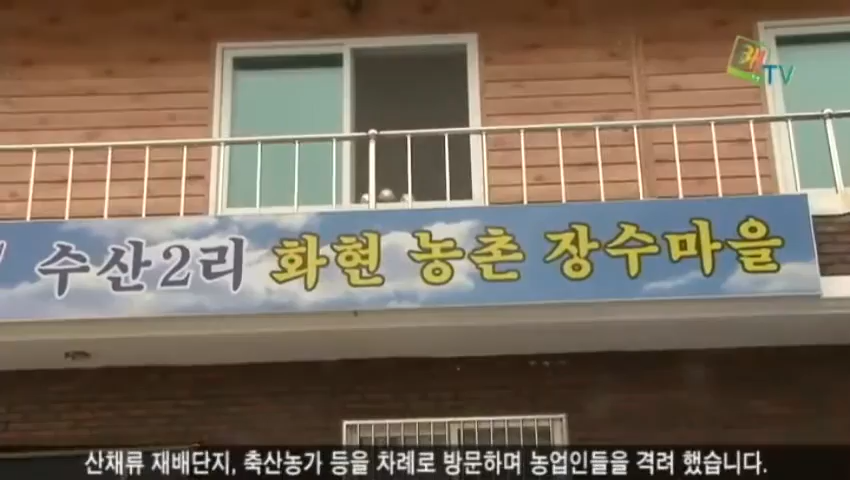 TV
수산2리 화현 농촌 장수마을
산채류 재배단지, 축산농가 등을 차례로 방문하며 농업인들을 격려 했습니다.